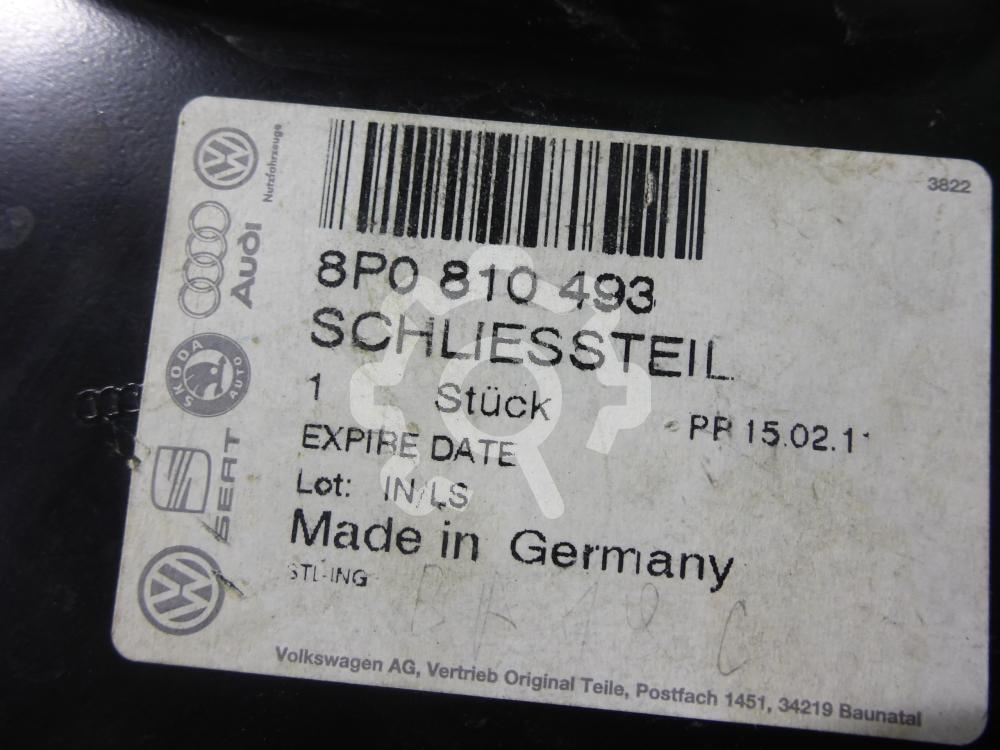 Nutzfahrzeuge
Audi
SKODA
AUTO
SEAT
3822
8P0 810 493
SCHLIESSTEIL
1 Stück PR 15.02.11
EXPIRE DATE
Lot: IN/LS
Made in Germany
STL-ING
Volkswagen AG, Vertrieb Original Teile, Postfach 1451, 34219 Baunatal